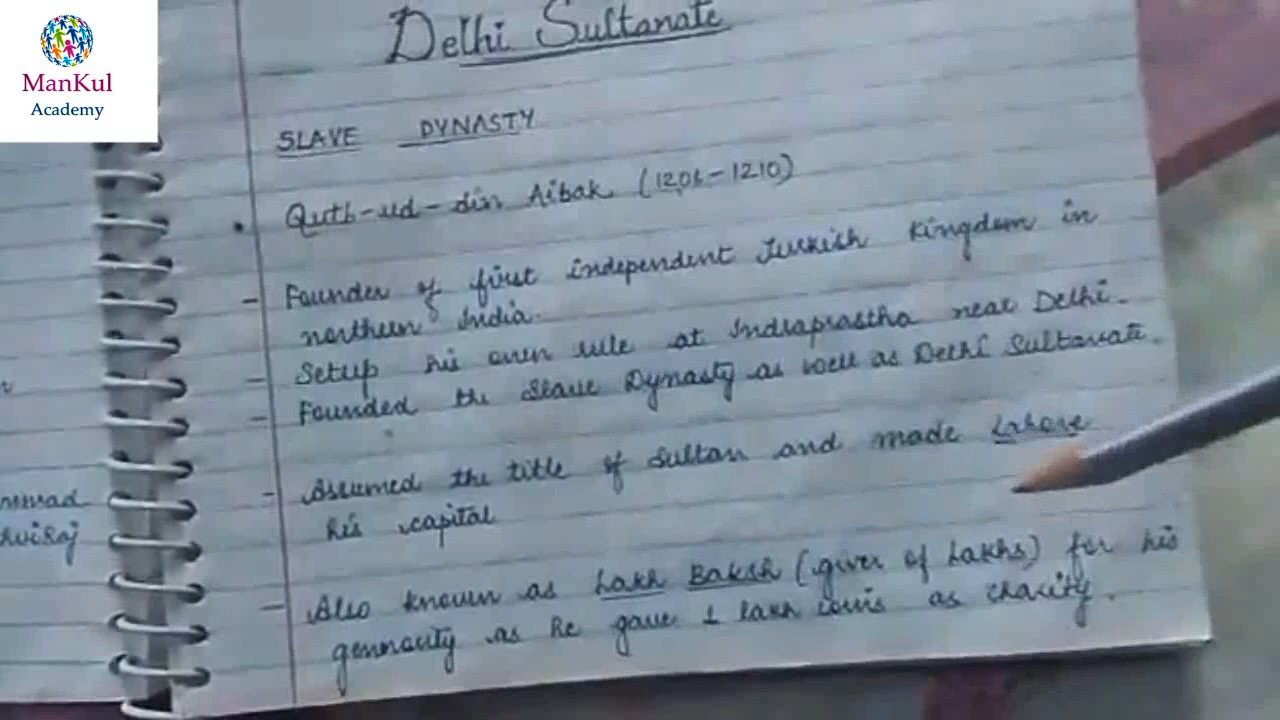 ManKul
Academy
Delhi Sultanate
SLAVE DYNASTY
• Qutb-ud-din Aibak (1206-1210)
- Founder of first independent Turkish Kingdom in
northern India.
- Setup his own rule at Indraprastha near Delhi.
- Founded the Slave Dynasty as well as Delhi Sultanate.
- Assumed the title of Sultan and made Lahore
his capital
- Also known as Lakh Baksh (giver of Lakhs) for his
generosity as he gave 1 lakh coins as charity.
mmad
hviraj